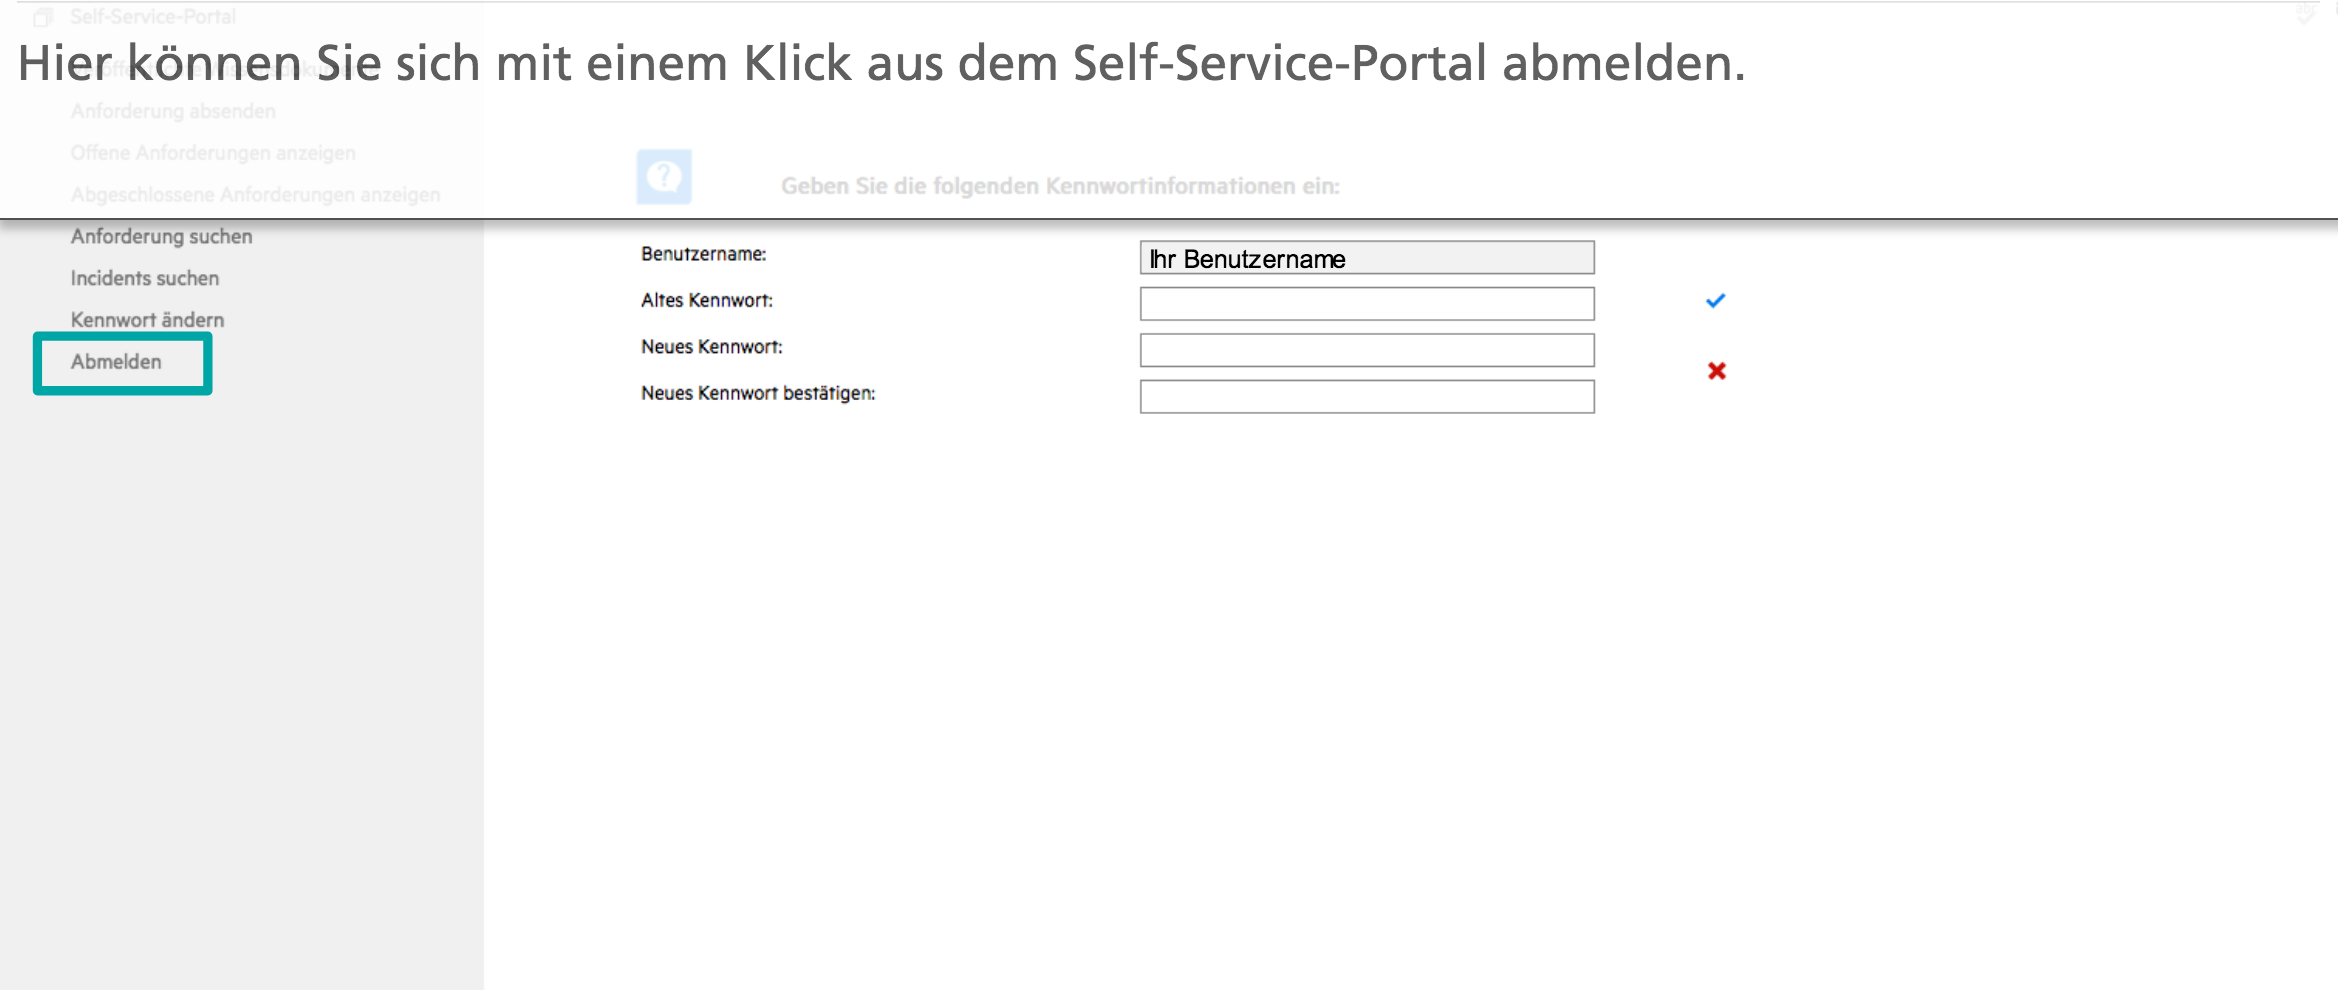 Self-Service-Portal
Hier können Sie sich mit einem Klick aus dem Self-Service-Portal abmelden.
Anforderung absenden
Offene Anforderungen anzeigen
Abgeschlossene Anforderungen anzeigen
Geben Sie die folgenden Kennwortinformationen ein:
Anforderung suchen
Incidents suchen
Kennwort ändern
Abmelden
Benutzername: Ihr Benutzername
Altes Kennwort:
Neues Kennwort:
Neues Kennwort bestätigen: